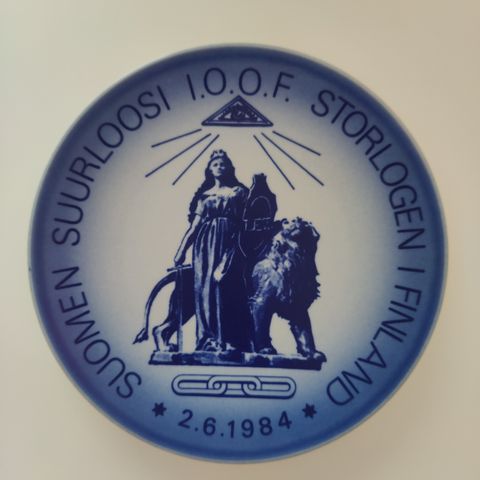 SUOMEN SUURLOOSI I.O.O.F. STORLOGEN I FINLAND
* 2.6.1984 *